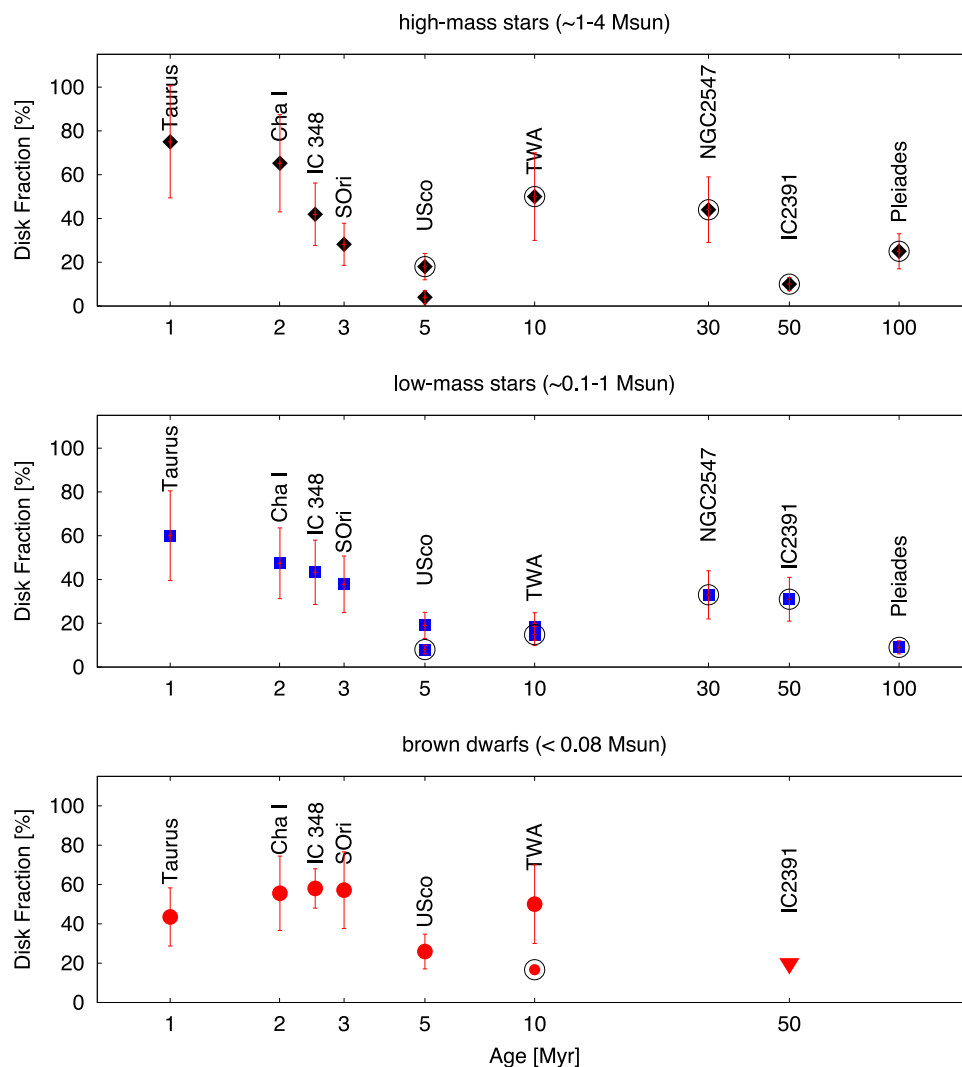 high-mass stars (~1-4 Msun)
Disk Fraction [%]
100
80
60
40
20
0
Taurus
Cha I
IC 348
SOri
USco
TWA
NGC2547
IC2391
Pleiades
1
2
3
5
10
30
50
100
low-mass stars (~0.1-1 Msun)
Disk Fraction [%]
100
80
60
40
20
0
Taurus
Cha I
IC 348
SOri
USco
TWA
NGC2547
IC2391
Pleiades
1
2
3
5
10
30
50
100
brown dwarfs (< 0.08 Msun)
Disk Fraction [%]
100
80
60
40
20
0
Taurus
Cha I
IC 348
SOri
USco
TWA
IC2391
1
2
3
5
10
50
Age [Myr]